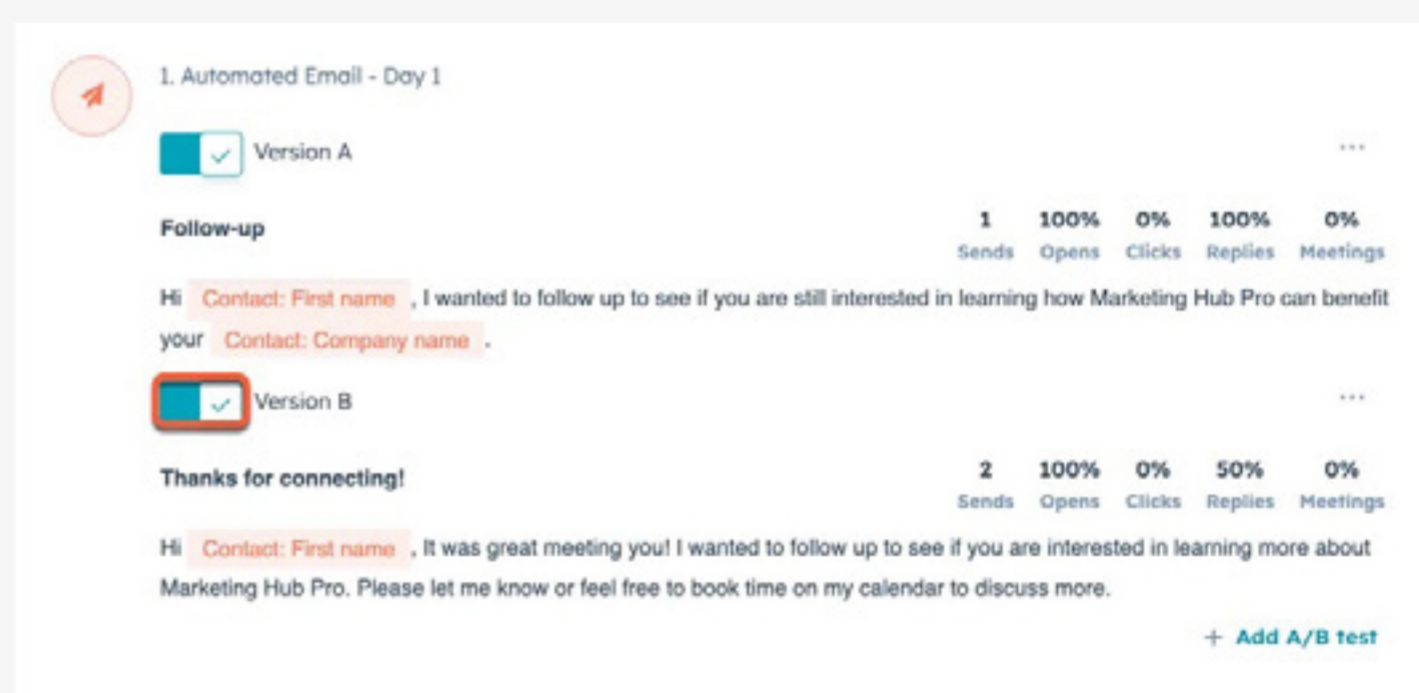 1. Automated Email - Day 1
Version A
...
Follow-up
1 100% 0% 100% 0%
Sends Opens Clicks Replies Meetings
Hi Contact: First name , I wanted to follow up to see if you are still interested in learning how Marketing Hub Pro can benefit
your Contact: Company name .
Version B
...
Thanks for connecting!
2 100% 0% 50% 0%
Sends Opens Clicks Replies Meetings
Hi Contact: First name , It was great meeting you! I wanted to follow up to see if you are interested in learning more about
Marketing Hub Pro. Please let me know or feel free to book time on my calendar to discuss more.
+ Add A/B test